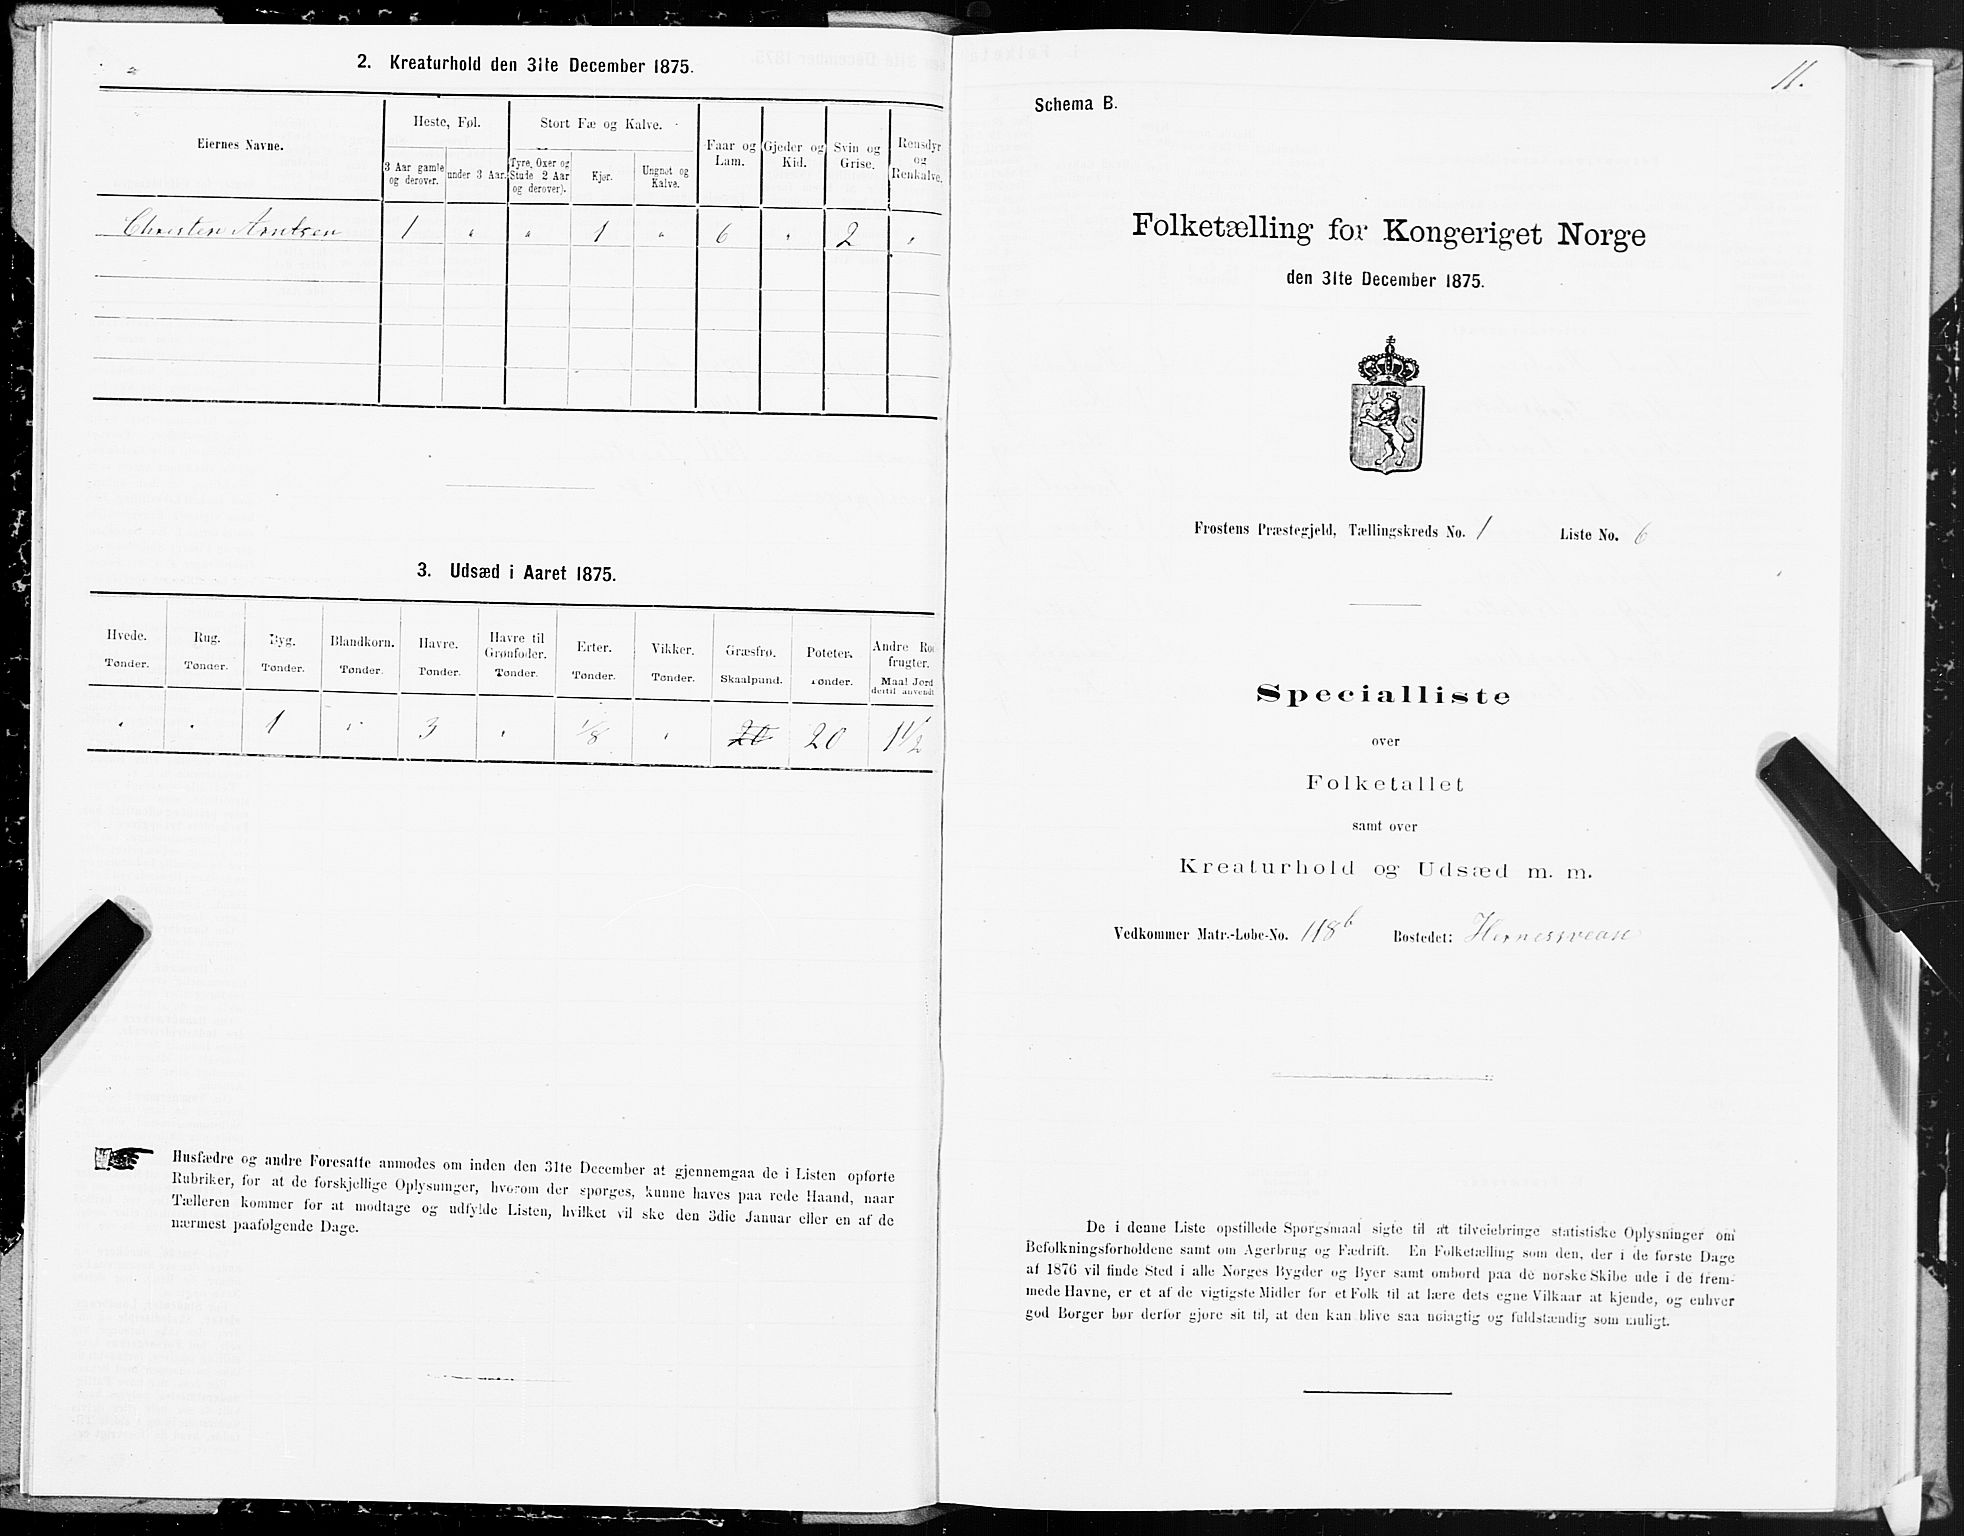 2. Kreaturhold den 31te December 1875.
Eiernes Navne.
Heste, Føl.
Stort Fæ og Kalve.
Faar og Lam.
Gjeder og Kid.
Svin og Grise.
Rensdyr og Renkalve.
3 Aar gamle og derover.
under 3 Aar.
Tyre, Oxer og Stude 2 Aar og derover).
Kjør.
Ungnøt og Kalve.
Christen Arntsen 1 " " 1 " 6 " 2 "
3. Udsæd i Aaret 1875.
Hvede. Tønder.
Rug. Tønder.
Byg. Tønder.
Blandkorn. Tønder.
Havre. Tønder.
Havre til Grønfoder. Tønder.
Erter. Tønder.
Vikker. Tønder.
Græsfrø. Skaalpund.
Poteter. Tønder.
Andre Rodfrugter. Maal Jord dertil anvendt
" " 1 " 3 " 1/8 " 20 20 1 1/2
Husfædre og andre Foresatte anmodes om inden den 31te December at gjennemgaa de i Listen opførte
Rubriker, for at de forskjellige Oplysninger, hvorom der spørges, kunne haves paa rede Haand, naar
Tælleren kommer for at modtage og udfylde Listen, hvilket vil ske den 3die Januar eller en af de
nærmest paafølgende Dage.
11.
Schema B.
Folketælling for Kongeriget Norge
den 31te December 1875.
Frostens Præstegjeld, Tællingskreds No. 1 Liste No. 6
Specialliste
over
Folketallet
samt over
Kreaturhold og Udsæd m. m.
Vedkommer Matr.-Løbe-No. 118b Bostedet:
De i denne Liste opstillede Spørgsmaal sigte til at tilveiebringe statistiske Oplysninger om
Befolkningsforholdene samt om Agerbrug og Fædrift. En Folketælling som den, der i de første Dage
af 1876 vil finde Sted i alle Norges Bygder og Byer samt ombord paa de norske Skibe ude i de frem-
mede Havne, er et af de vigtigste Midler for et Folk til at lære dets egne Vilkaar at kjende, og enhver
god Borger bør derfor gjøre sit til, at den kan blive saa nøiagtig og fuldstændig som muligt.